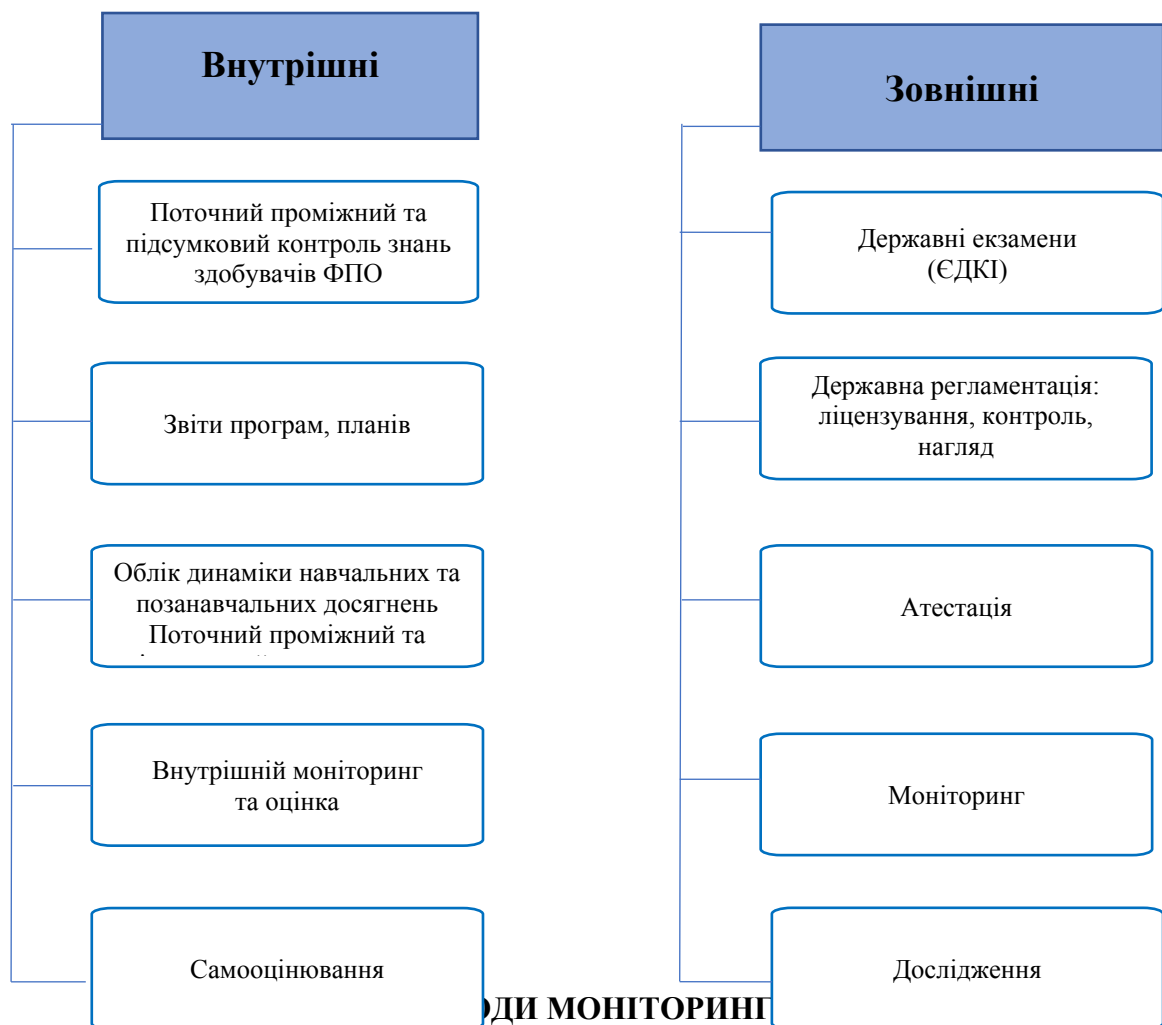 Внутрішні
Поточний проміжний та
підсумковий контроль знань
здобувачів ФПО
Звіти програм, планів
Облік динаміки навчальних та
позанавчальних досягнень
Поточний проміжний та
Внутрішній моніторинг
та оцінка
Самооцінювання
Зовнішні
Державні екзамени
(ЄДКІ)
Державна регламентація:
ліцензування, контроль,
нагляд
Атестація
Моніторинг
Дослідження
ОДИ МОНІТОРИНГ